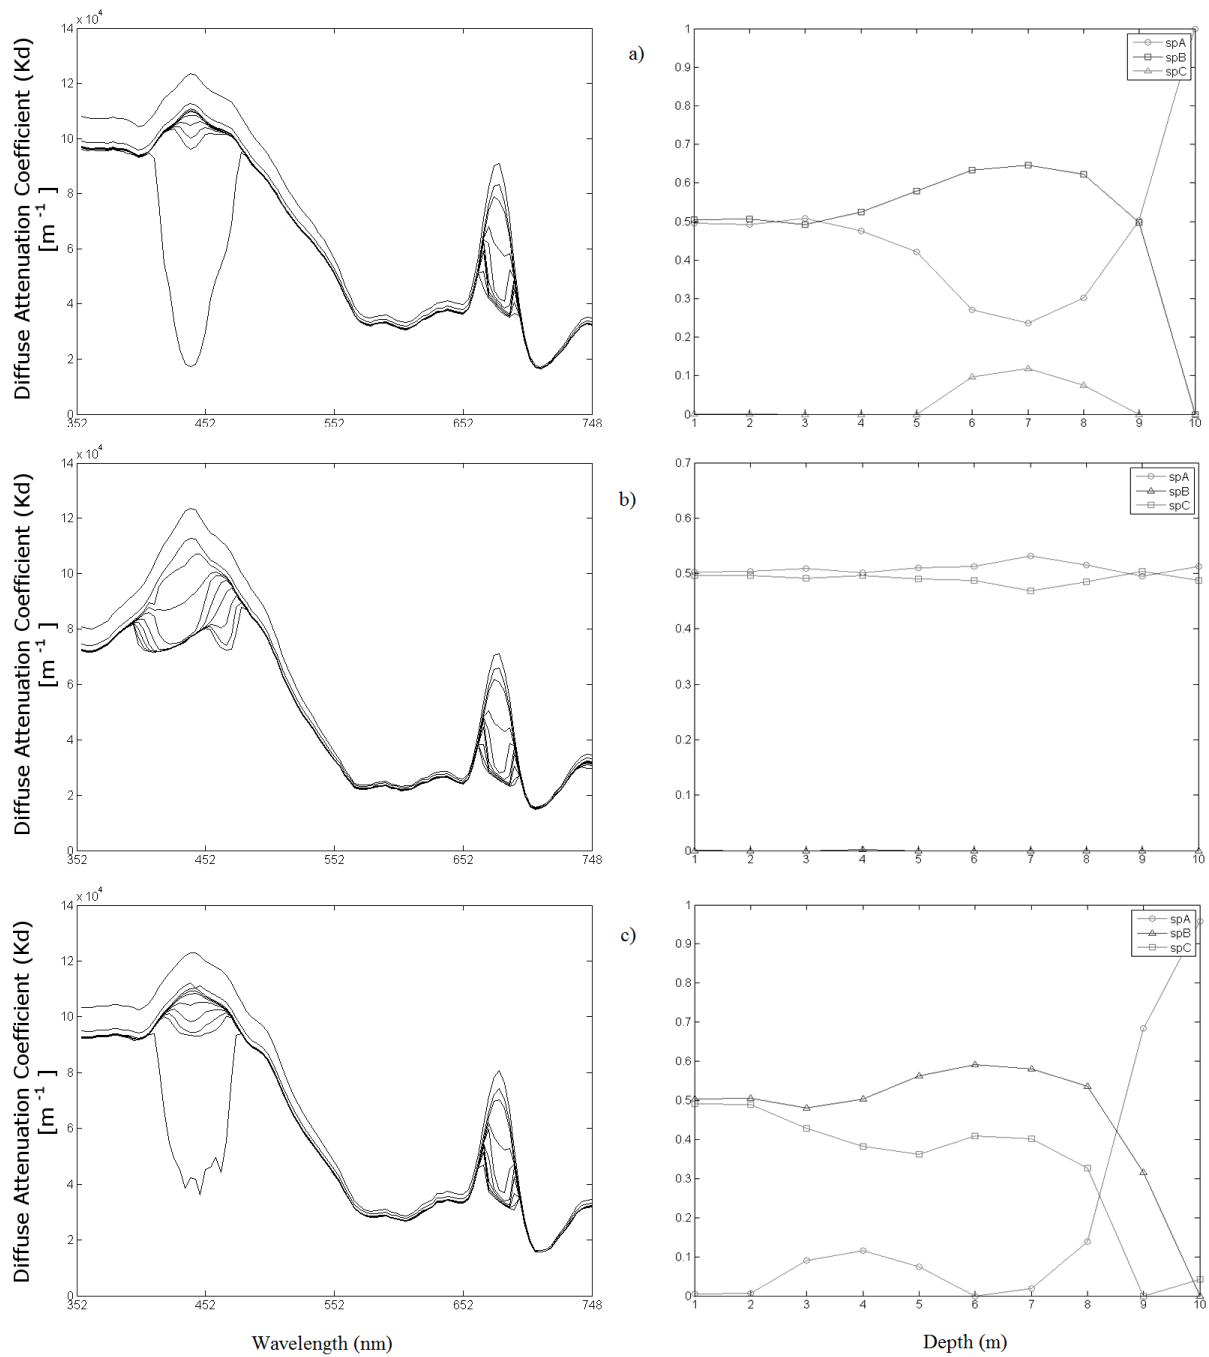 x 10⁴
14
12
10
8
6
4
2
0
352 452 552 652 748
Diffuse Attenuation Coefficient (Kd)
[m⁻¹]
a)
1
0.9
0.8
0.7
0.6
0.5
0.4
0.3
0.2
0.1
0
1 2 3 4 5 6 7 8 9 10
spA
spB
spC
x 10⁴
14
12
10
8
6
4
2
0
352 452 552 652 748
Diffuse Attenuation Coefficient (Kd)
[m⁻¹]
b)
0.7
0.6
0.5
0.4
0.3
0.2
0.1
0
1 2 3 4 5 6 7 8 9 10
spA
spB
spC
x 10⁴
14
12
10
8
6
4
2
0
352 452 552 652 748
Diffuse Attenuation Coefficient (Kd)
[m⁻¹]
c)
1
0.9
0.8
0.7
0.6
0.5
0.4
0.3
0.2
0.1
0
1 2 3 4 5 6 7 8 9 10
spA
spB
spC
Wavelength (nm)
Depth (m)